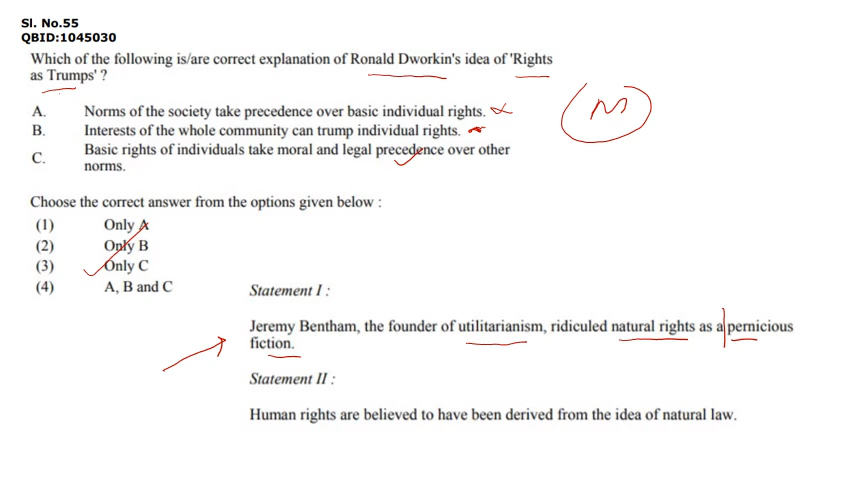 Sl. No.55
QBID:1045030
Which of the following is/are correct explanation of Ronald Dworkin's idea of 'Rights
as Trumps' ?
A. Norms of the society take precedence over basic individual rights.
B. Interests of the whole community can trump individual rights.
C. Basic rights of individuals take moral and legal precedence over other
norms.
Choose the correct answer from the options given below :
(1) Only A
(2) Only B
(3) Only C
(4) A, B and C
Statement I :
Jeremy Bentham, the founder of utilitarianism, ridiculed natural rights as a pernicious
fiction.
Statement II :
Human rights are believed to have been derived from the idea of natural law.